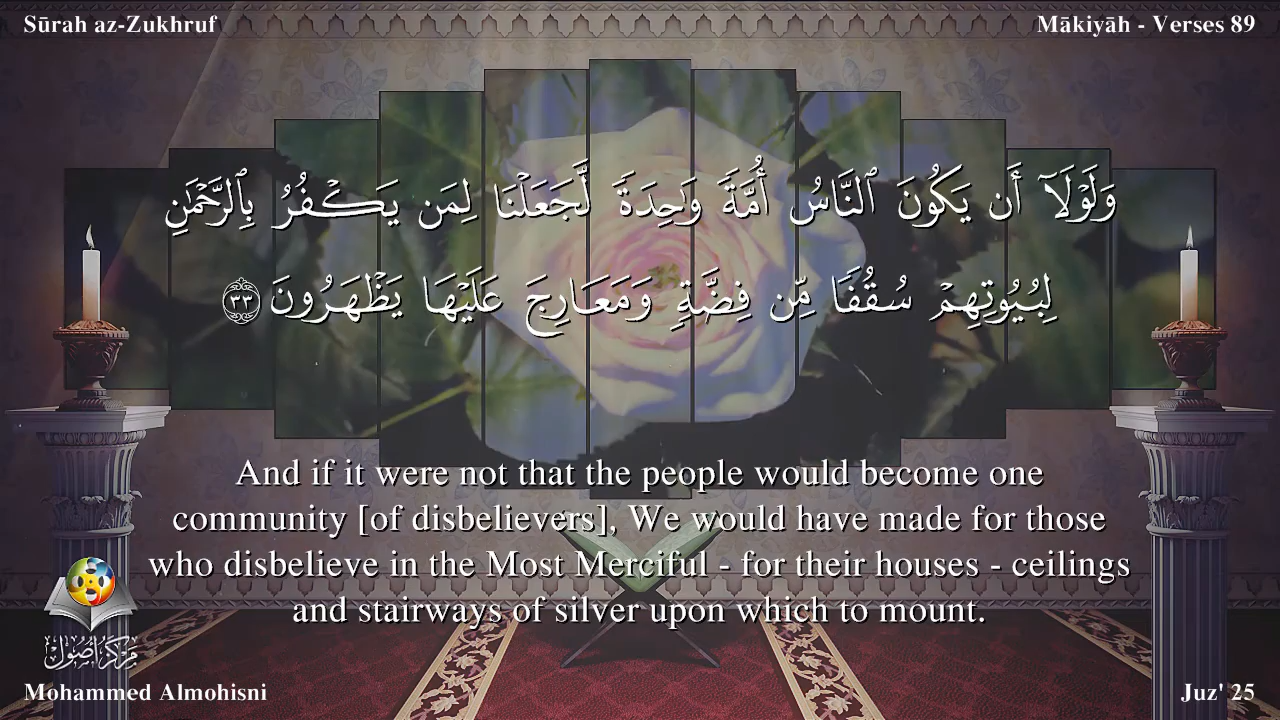 Sūrah az-Zukhruf
Mākiyāh - Verses 89
وَلَوْلَآ أَن يَكُونَ ٱلنَّاسُ أُمَّةً وَٰحِدَةً لَّجَعَلْنَا لِمَن يَكْفُرُ بِٱلرَّحْمَٰنِ
لِبُيُوتِهِمْ سُقُفًا مِّن فِضَّةٍ وَمَعَارِجَ عَلَيْهَا يَظْهَرُونَ ٣٣
And if it were not that the people would become one
community [of disbelievers], We would have made for those
who disbelieve in the Most Merciful - for their houses - ceilings
and stairways of silver upon which to mount.
مركز أصول
Mohammed Almohisni
Juz' 25